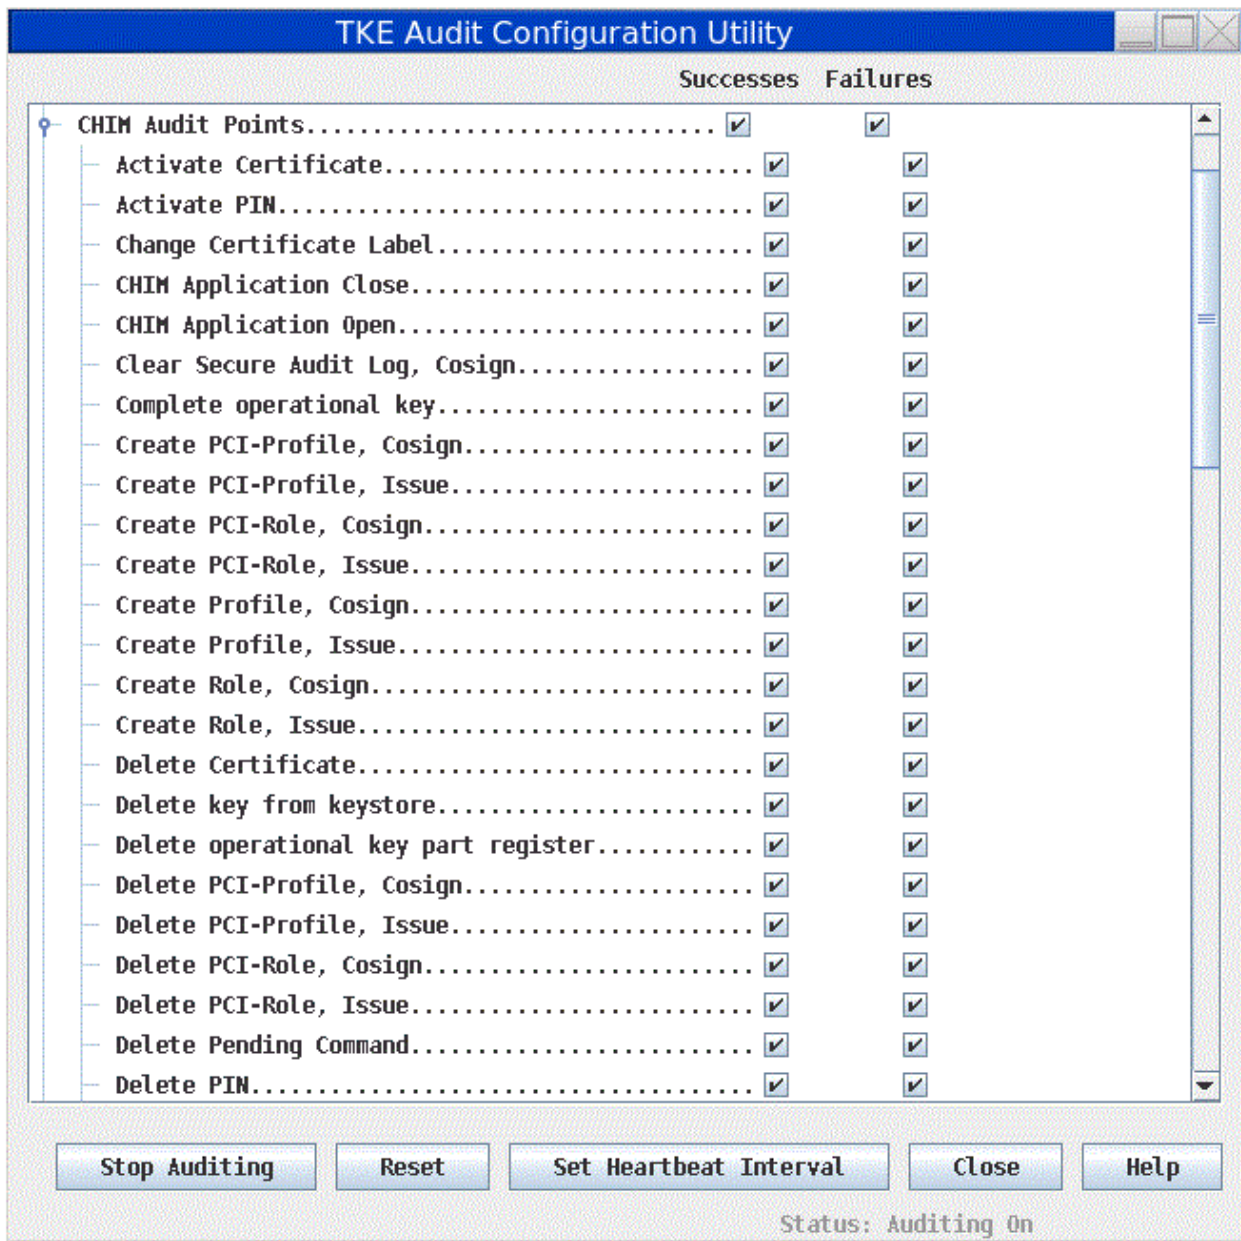 TKE Audit Configuration Utility
Successes Failures
CHIM Audit Points...............................
Activate Certificate............................
Activate PIN....................................
Change Certificate Label........................
CHIM Application Close..........................
CHIM Application Open...........................
Clear Secure Audit Log, Cosign..................
Complete operational key........................
Create PCI-Profile, Cosign......................
Create PCI-Profile, Issue.......................
Create PCI-Role, Cosign.........................
Create PCI-Role, Issue..........................
Create Profile, Cosign..........................
Create Profile, Issue...........................
Create Role, Cosign.............................
Create Role, Issue..............................
Delete Certificate..............................
Delete key from keystore........................
Delete operational key part register............
Delete PCI-Profile, Cosign......................
Delete PCI-Profile, Issue.......................
Delete PCI-Role, Cosign.........................
Delete PCI-Role, Issue..........................
Delete Pending Command..........................
Delete PIN......................................
Stop Auditing Reset Set Heartbeat Interval Close Help
Status: Auditing On